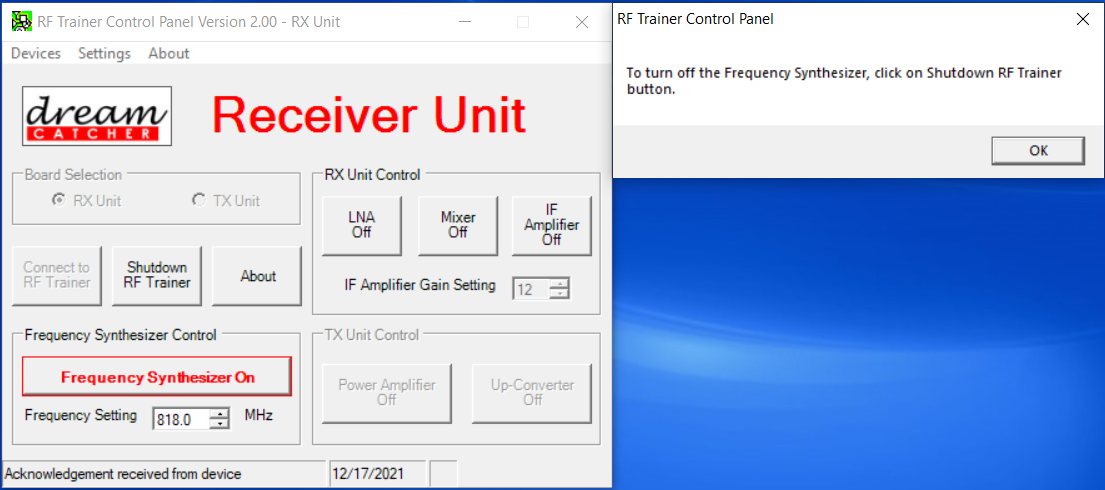 RF Trainer Control Panel Version 2.00 - RX Unit
Devices Settings About
dream
CATCHER
Receiver Unit
Board Selection
RX Unit
TX Unit
Connect to
RF Trainer
Shutdown
RF Trainer
About
RX Unit Control
LNA
Off
Mixer
Off
IF
Amplifier
Off
IF Amplifier Gain Setting 12
Frequency Synthesizer Control
Frequency Synthesizer On
Frequency Setting 818.0 MHz
TX Unit Control
Power Amplifier
Off
Up-Converter
Off
Acknowledgement received from device
12/17/2021
RF Trainer Control Panel
To turn off the Frequency Synthesizer, click on Shutdown RF Trainer
button.
OK